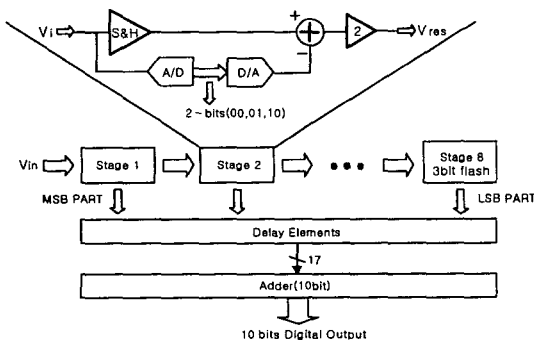 Vi
S&H
+
−
2
Vres
A/D
D/A
2-bits(00,01,10)
Vin
Stage 1
Stage 2
Stage 8
3bit flash
MSB PART
LSB PART
Delay Elements
17
Adder(10bit)
10 bits Digital Output